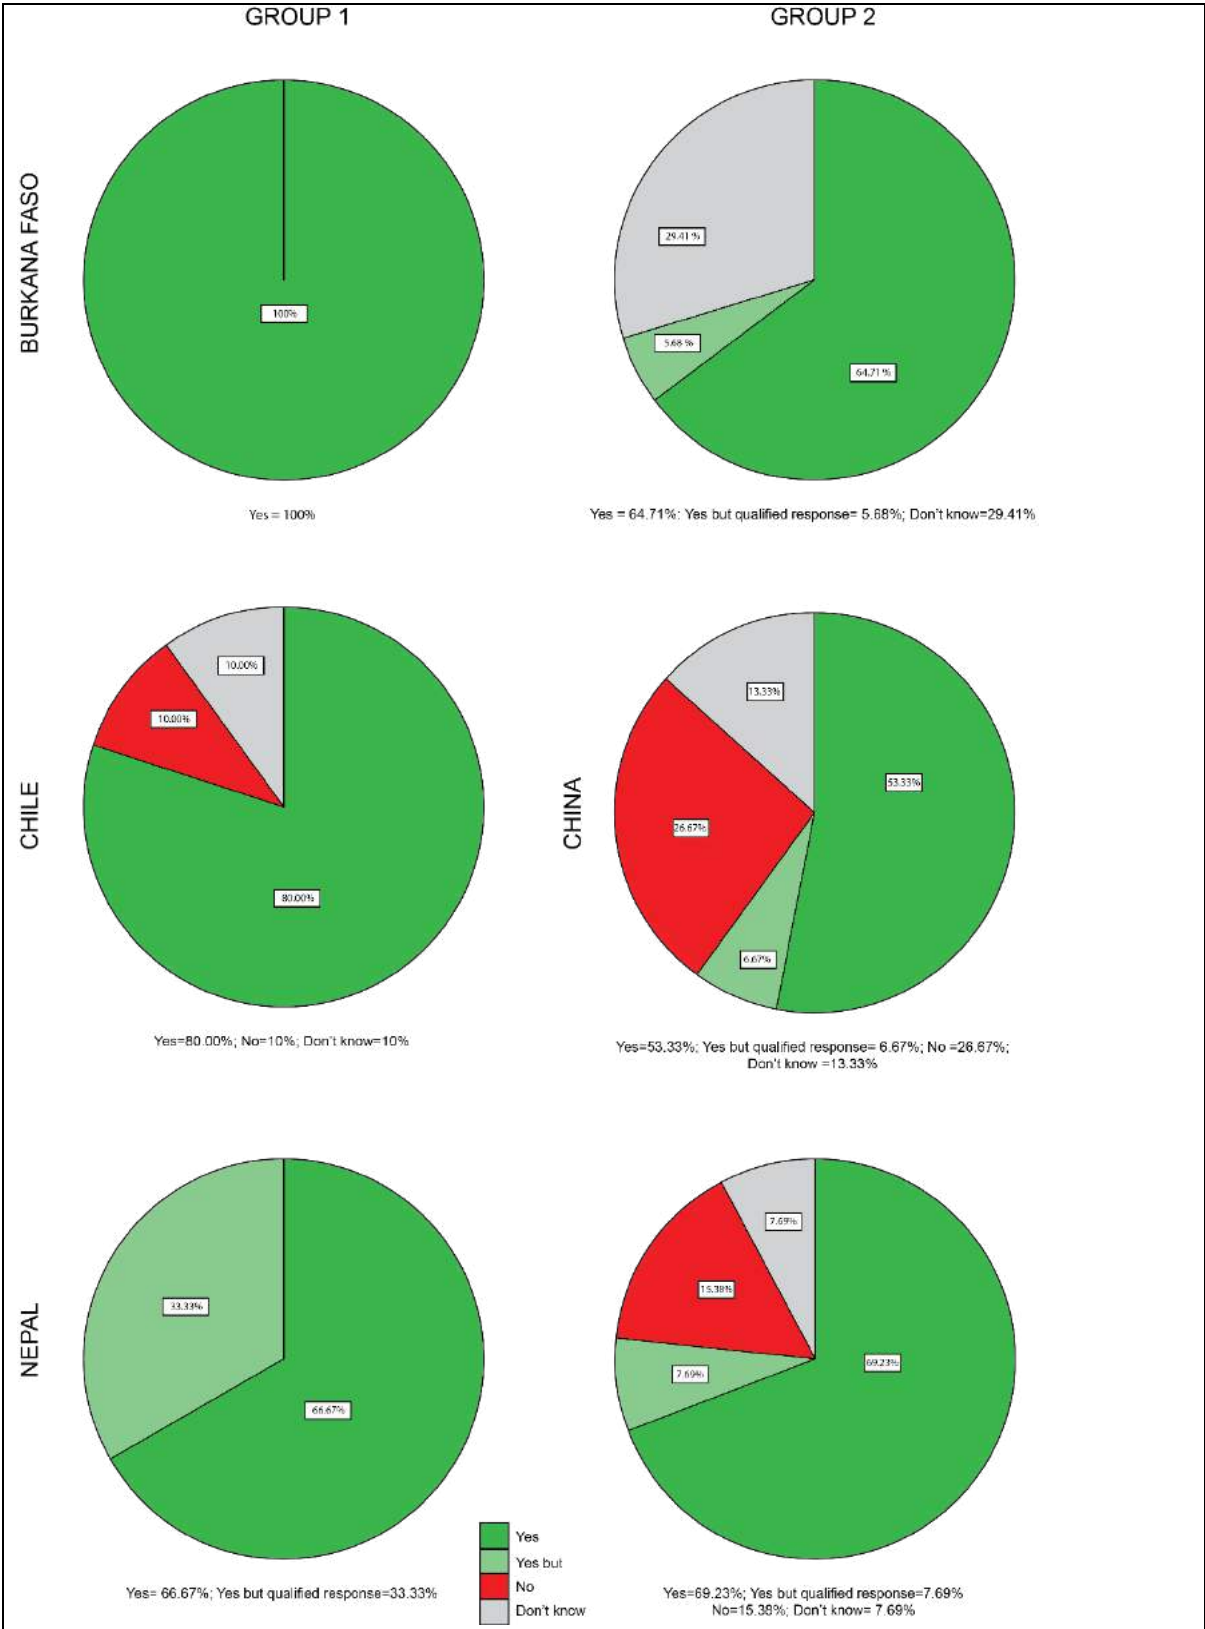 GROUP 1
GROUP 2
BURKANA FASO
100%
29.41 %
5.68 %
64.71 %
Yes = 100%
Yes = 64.71%: Yes but qualified response= 5.68%; Don't know=29.41%
CHILE
10.00%
10.00%
80.00%
CHINA
13.33%
53.33%
26.67%
6.67%
Yes=80.00%; No=10%; Don't know=10%
Yes=53.33%; Yes but qualified response= 6.67%; No =26.67%;
Don't know =13.33%
NEPAL
33.33%
66.67%
7.69%
15.38%
7.69%
69.23%
Yes
Yes but
No
Don't know
Yes= 66.67%; Yes but qualified response=33.33%
Yes=69.23%; Yes but qualified response=7.69%
No=15.39%; Don't know= 7.69%